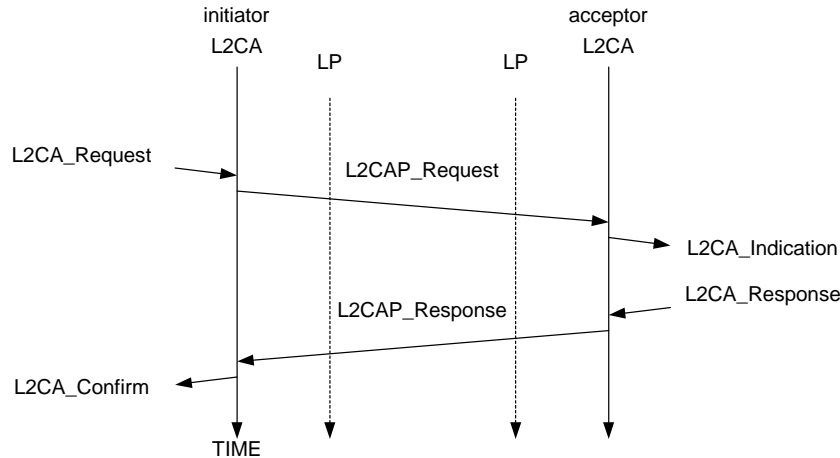 initiator
acceptor
L2CA
L2CA
LP
LP
L2CA_Request
L2CAP_Request
L2CA_Indication
L2CA_Response
L2CAP_Response
L2CA_Confirm
TIME